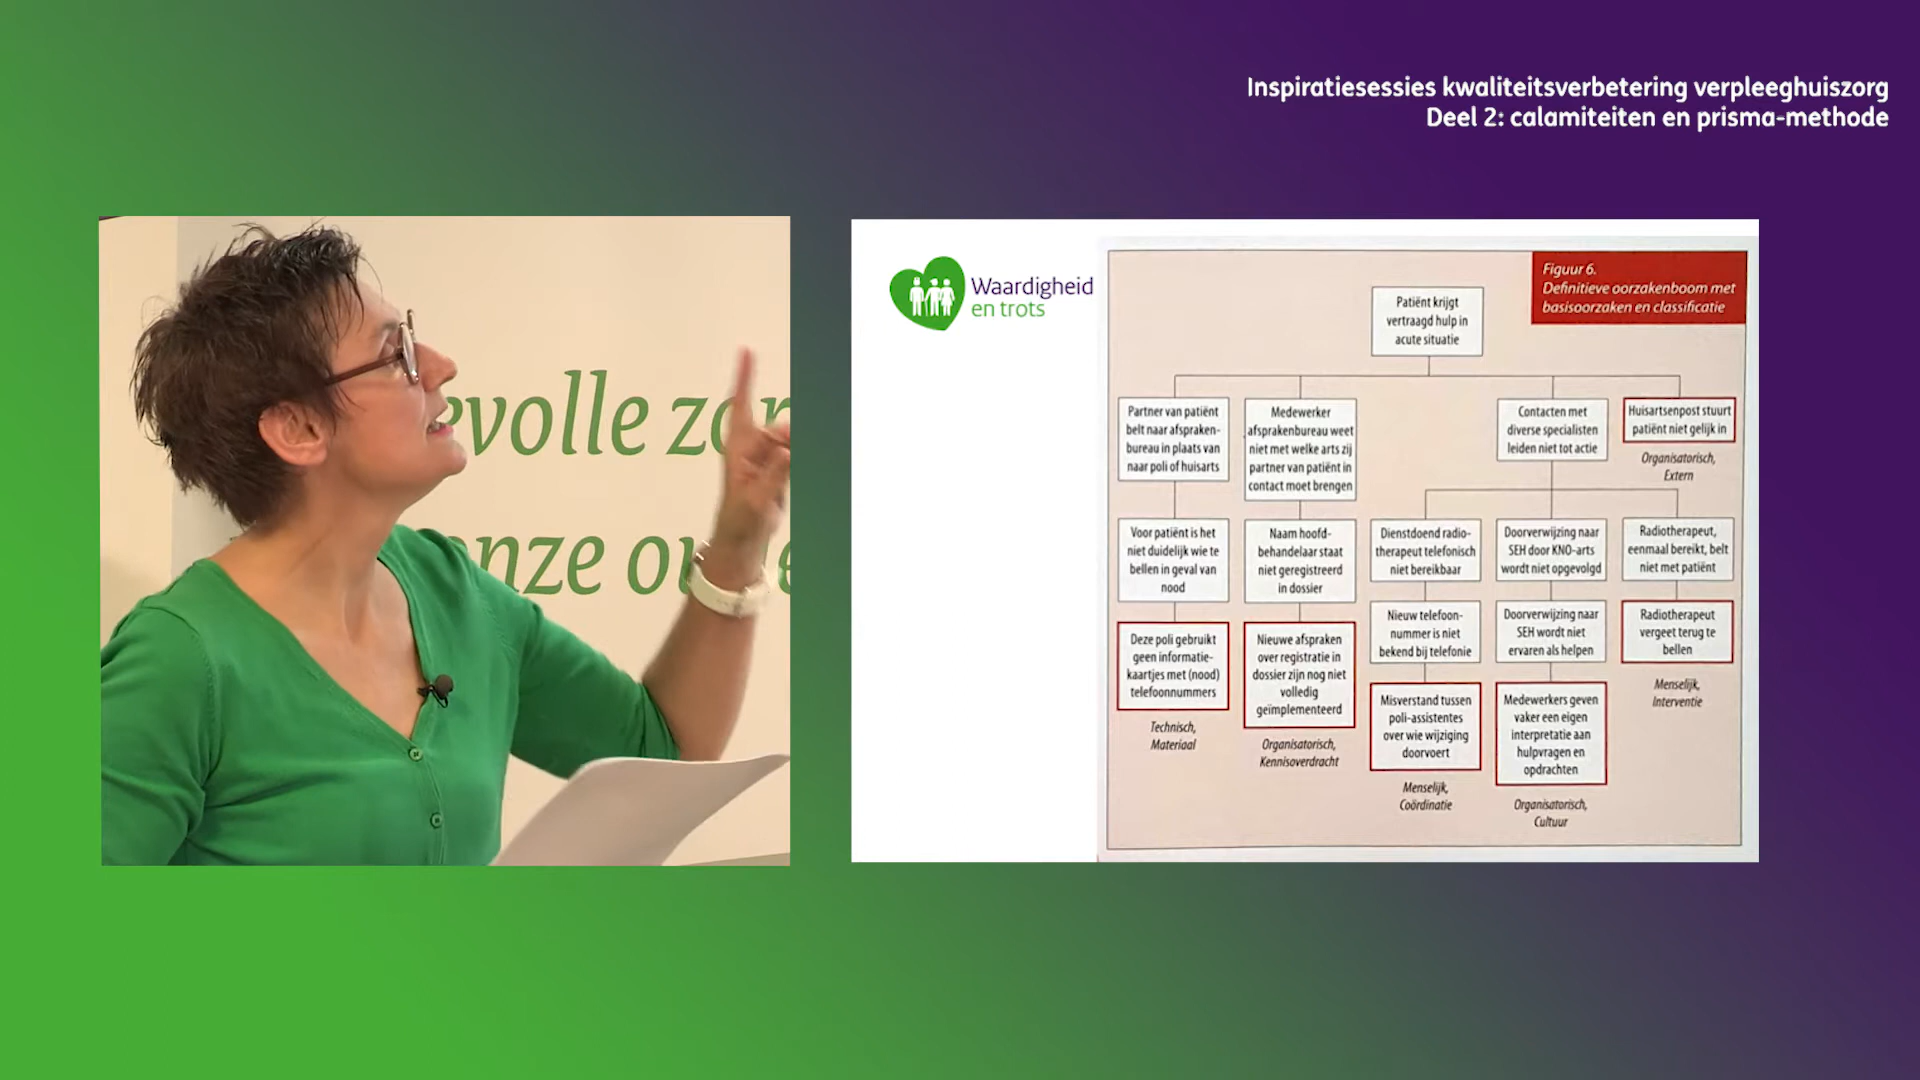 Inspiratiesessies kwaliteitsverbetering verpleeghuiszorg
Deel 2: calamiteiten en prisma-methode
evolle zor
onze ou
Waardigheid
en trots
Figuur 6.
Definitieve oorzakenboom met
basisoorzaken en classificatie
Patiënt krijgt
vertraagd hulp in
acute situatie
Partner van patiënt
belt naar afspraken-
bureau in plaats van
naar poli of huisarts
Medewerker
afsprakenbureau weet
niet met welke arts zij
partner van patiënt in
contact moet brengen
Contacten met
diverse specialisten
leiden niet tot actie
Huisartsenpost stuurt
patiënt niet gelijk in
Organisatorisch,
Extern
Voor patiënt is het
niet duidelijk wie te
bellen in geval van
nood
Naam hoofd-
behandelaar staat
niet geregistreerd
in dossier
Dienstdoend radio-
therapeut telefonisch
niet bereikbaar
Doorverwijzing naar
SEH door KNO-arts
wordt niet opgevolgd
Radiotherapeut,
eenmaal bereikt, belt
niet met patiënt
Deze poli gebruikt
geen informatie-
kaartjes met (nood)
telefoonnummers
Technisch,
Materiaal
Nieuwe afspraken
over registratie in
dossier zijn nog niet
volledig
geïmplementeerd
Organisatorisch,
Kennisoverdracht
Nieuw telefoon-
nummer is niet
bekend bij telefonie
Doorverwijzing naar
SEH wordt niet
ervaren als helpen
Radiotherapeut
vergeet terug te
bellen
Menselijk,
Interventie
Misverstand tussen
poli-assistentes
over wie wijziging
doorvoert
Menselijk,
Coördinatie
Medewerkers geven
vaker een eigen
interpretatie aan
hulpvragen en
opdrachten
Organisatorisch,
Cultuur